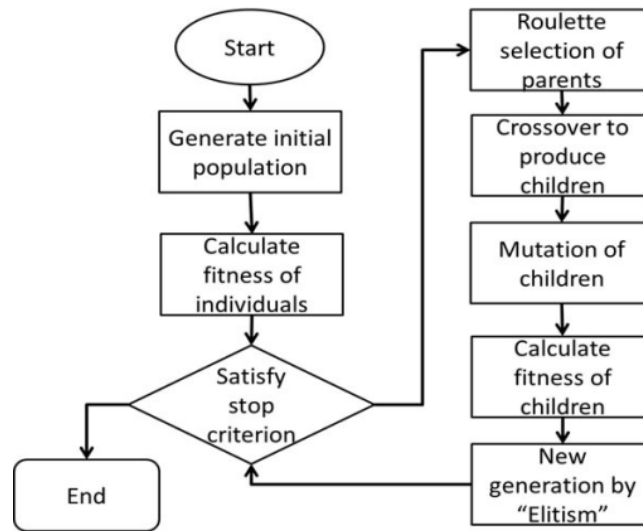 Start
Generate initial
population
Calculate
fitness of
individuals
Satisfy
stop
criterion
End
Roulette
selection of
parents
Crossover to
produce
children
Mutation of
children
Calculate
fitness of
children
New
generation by
“Elitism”